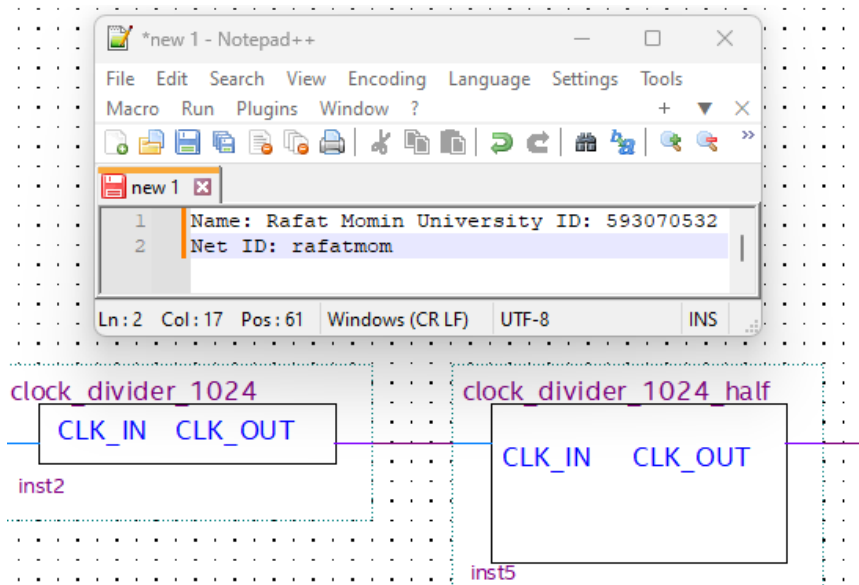 *new 1 - Notepad++
File Edit Search View Encoding Language Settings Tools
Macro Run Plugins Window ?
new 1
1 Name: Rafat Momin University ID: 593070532
2 Net ID: rafatmom
Ln : 2 Col : 17 Pos : 61 Windows (CR LF) UTF-8 INS
clock_divider_1024
CLK_IN CLK_OUT
inst2
clock_divider_1024_half
CLK_IN CLK_OUT
inst5